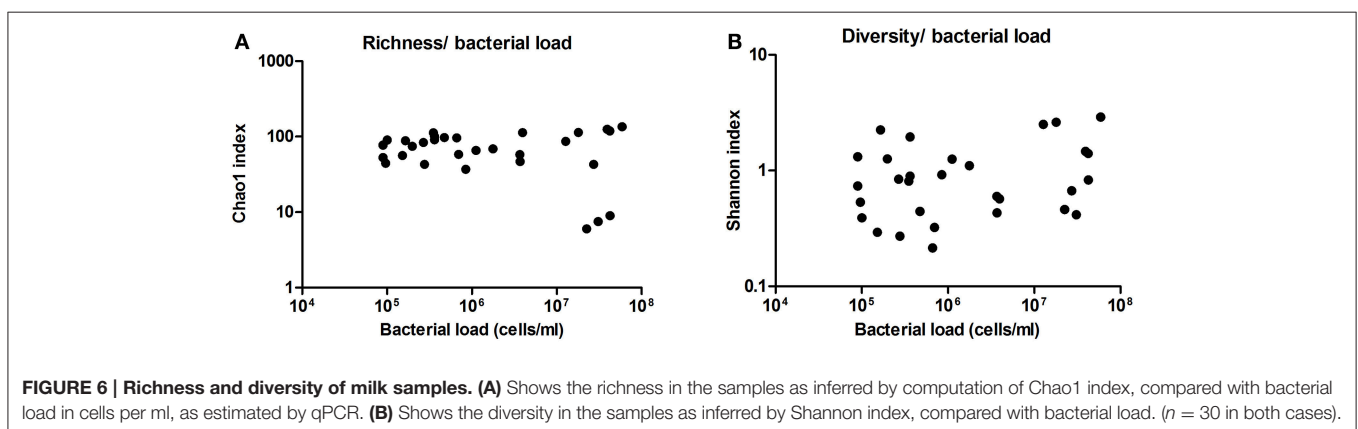 A
Richness/ bacterial load
1000
100
10
1
Chao1 index
10⁴ 10⁵ 10⁶ 10⁷ 10⁸
Bacterial load (cells/ml)
B
Diversity/ bacterial load
10
1
0.1
Shannon index
10⁴ 10⁵ 10⁶ 10⁷ 10⁸
Bacterial load (cells/ml)
FIGURE 6 | Richness and diversity of milk samples. (A) Shows the richness in the samples as inferred by computation of Chao1 index, compared with bacterial
load in cells per ml, as estimated by qPCR. (B) Shows the diversity in the samples as inferred by Shannon index, compared with bacterial load. (n = 30 in both cases).